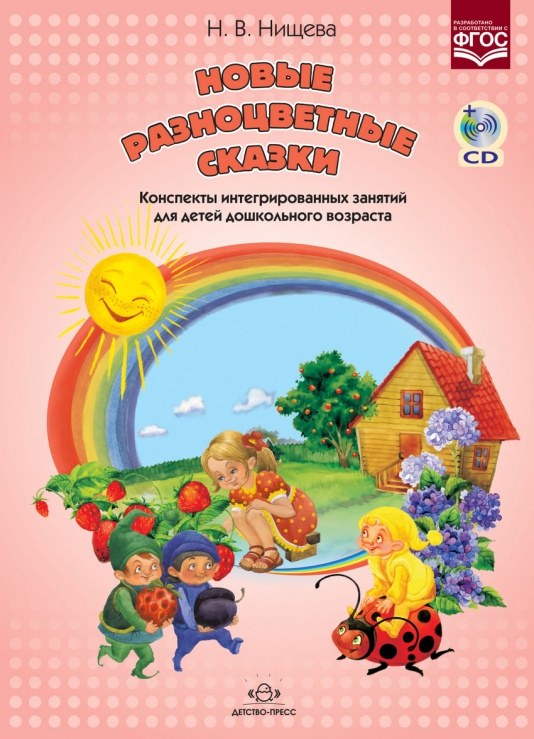 Н. В. Нищева
РАЗРАБОТАНО
В СООТВЕТСТВИИ С
ФГОС
НОВЫЕ
РАЗНОЦВЕТНЫЕ
СКАЗКИ
+
CD
Конспекты интегрированных занятий
для детей дошкольного возраста
ДЕТСТВО-ПРЕСС